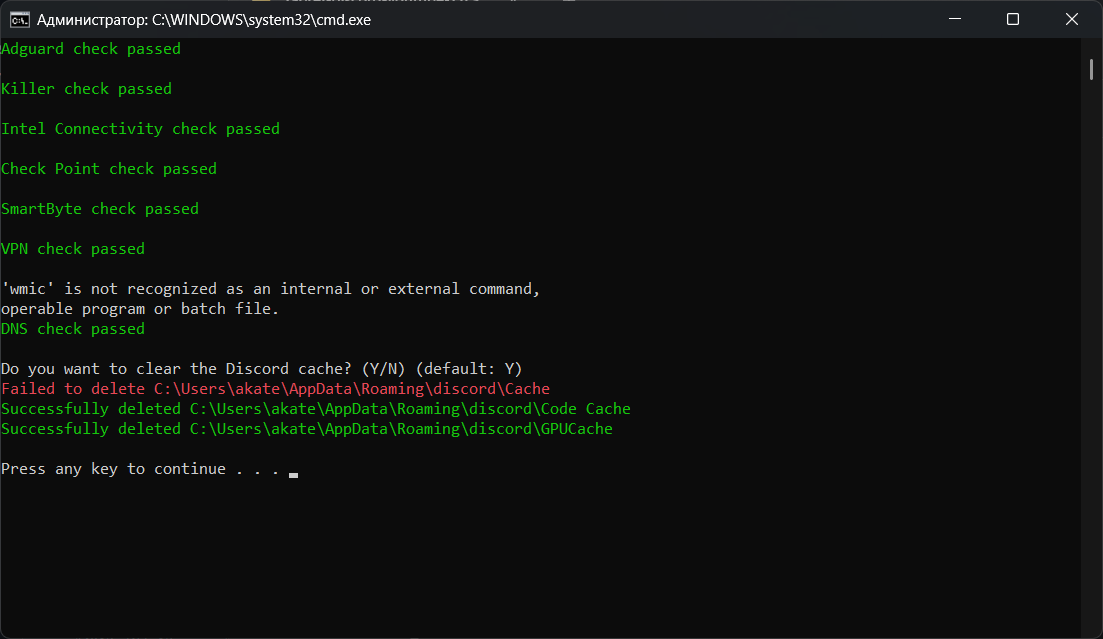 Администратор: C:\WINDOWS\system32\cmd.exe
Adguard check passed
Killer check passed
Intel Connectivity check passed
Check Point check passed
SmartByte check passed
VPN check passed
'wmic' is not recognized as an internal or external command,
operable program or batch file.
DNS check passed
Do you want to clear the Discord cache? (Y/N) (default: Y)
Failed to delete C:\Users\akate\AppData\Roaming\discord\Cache
Successfully deleted C:\Users\akate\AppData\Roaming\discord\Code Cache
Successfully deleted C:\Users\akate\AppData\Roaming\discord\GPUCache
Press any key to continue . . .